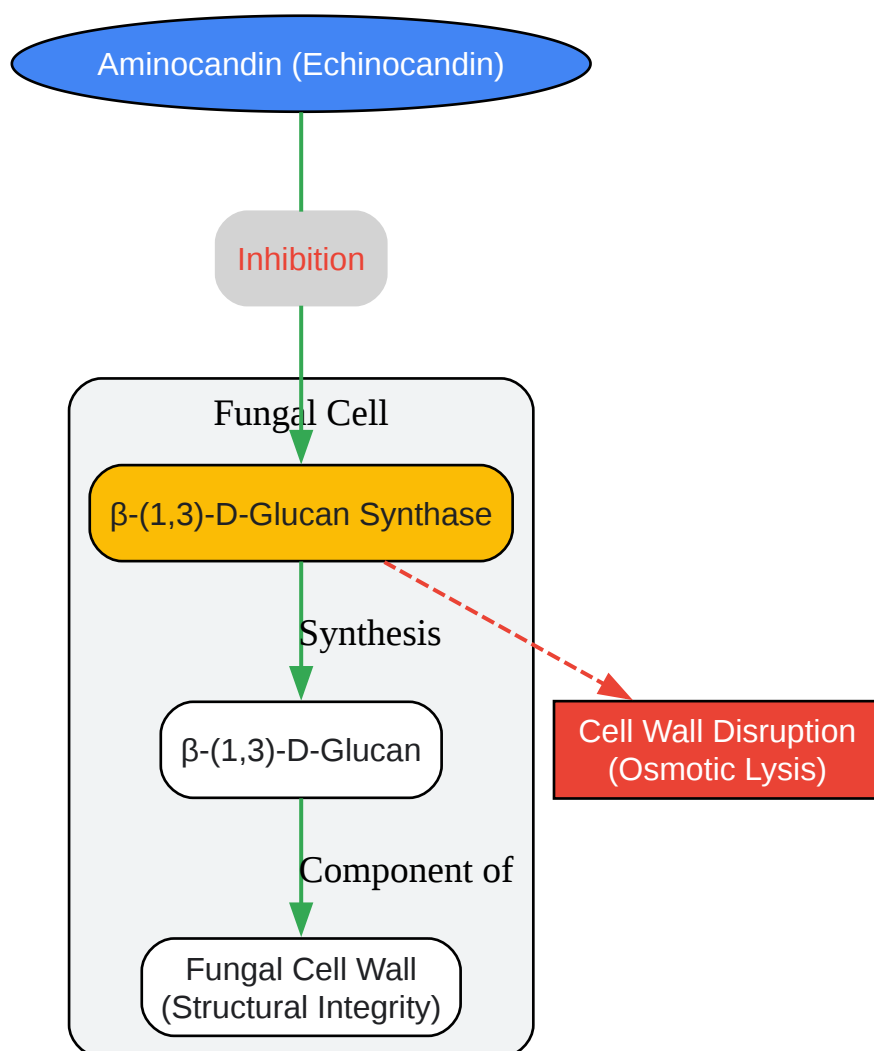 Aminocandin (Echinocandin)
Inhibition
Fungal Cell
β-(1,3)-D-Glucan Synthase
Synthesis
β-(1,3)-D-Glucan
Cell Wall Disruption
(Osmotic Lysis)
Component of
Fungal Cell Wall
(Structural Integrity)